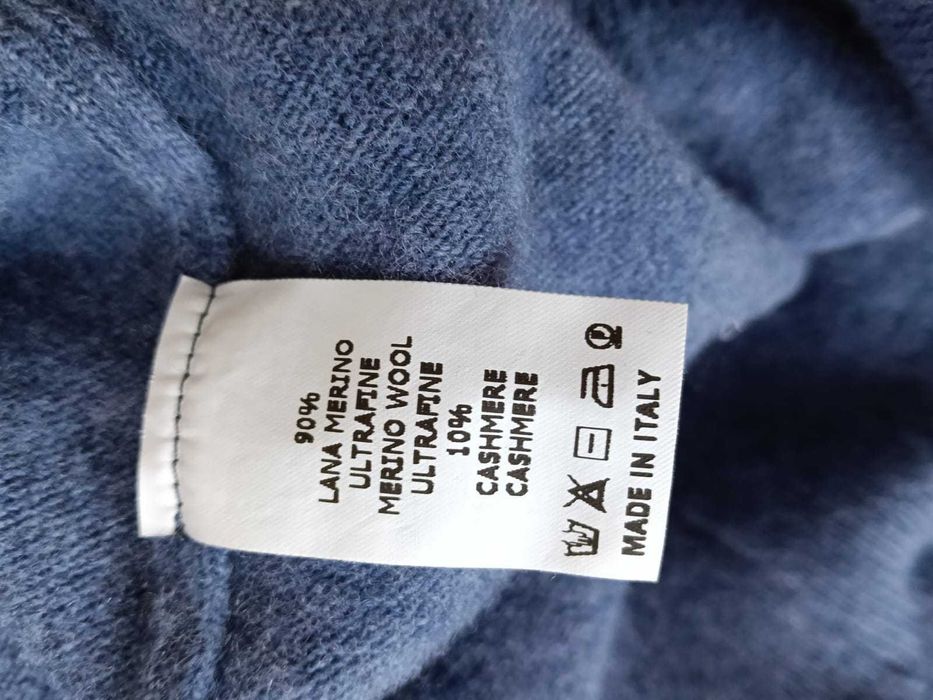 90%
LANA MERINO
ULTRAFINE
MERINO WOOL
ULTRAFINE
10%
CASHMERE
CASHMERE
MADE IN ITALY